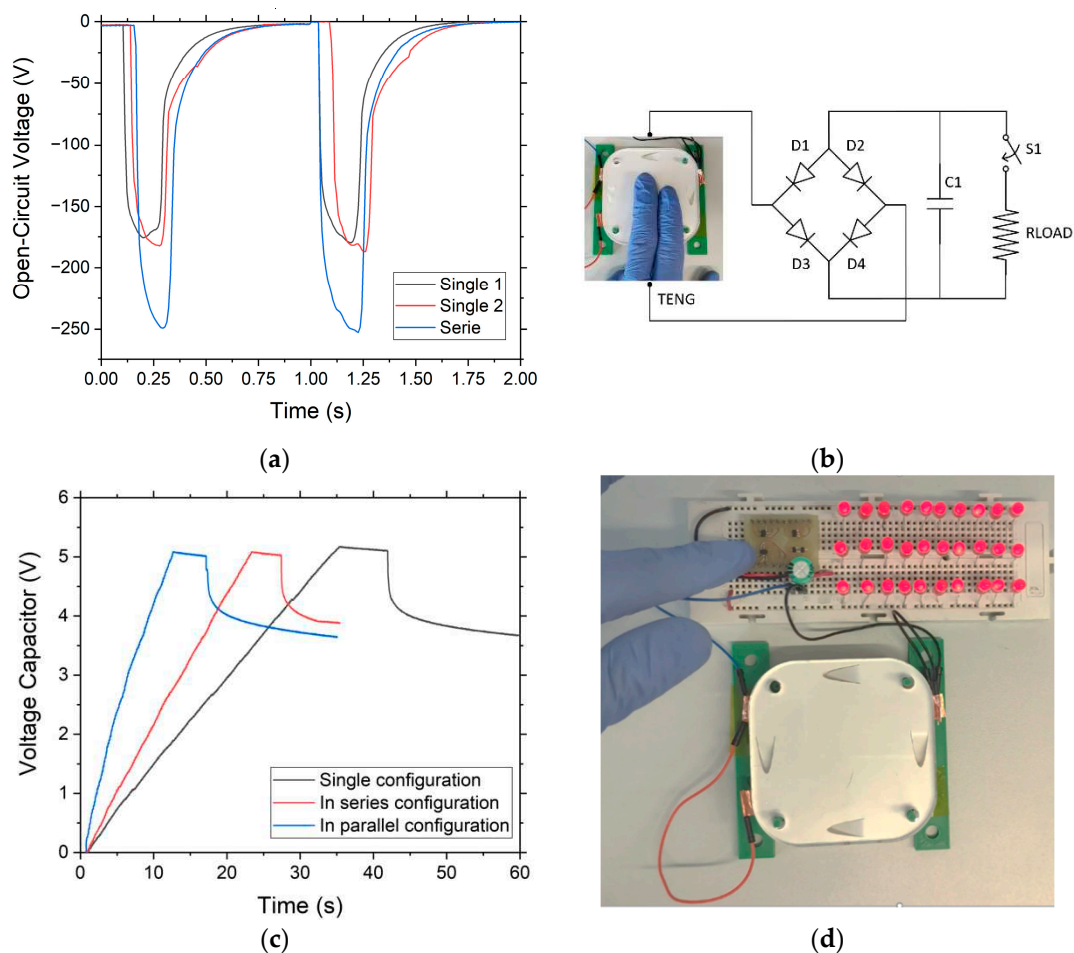 Open-Circuit Voltage (V)
0
−50
−100
−150
−200
−250
Single 1
Single 2
Serie
0.00 0.25 0.50 0.75 1.00 1.25 1.50 1.75 2.00
Time (s)
(a)
D1 D2
D3 D4
C1
S1
RLOAD
TENG
(b)
Voltage Capacitor (V)
6
5
4
3
2
1
0
Single configuration
In series configuration
In parallel configuration
0 10 20 30 40 50 60
Time (s)
(c)
(d)